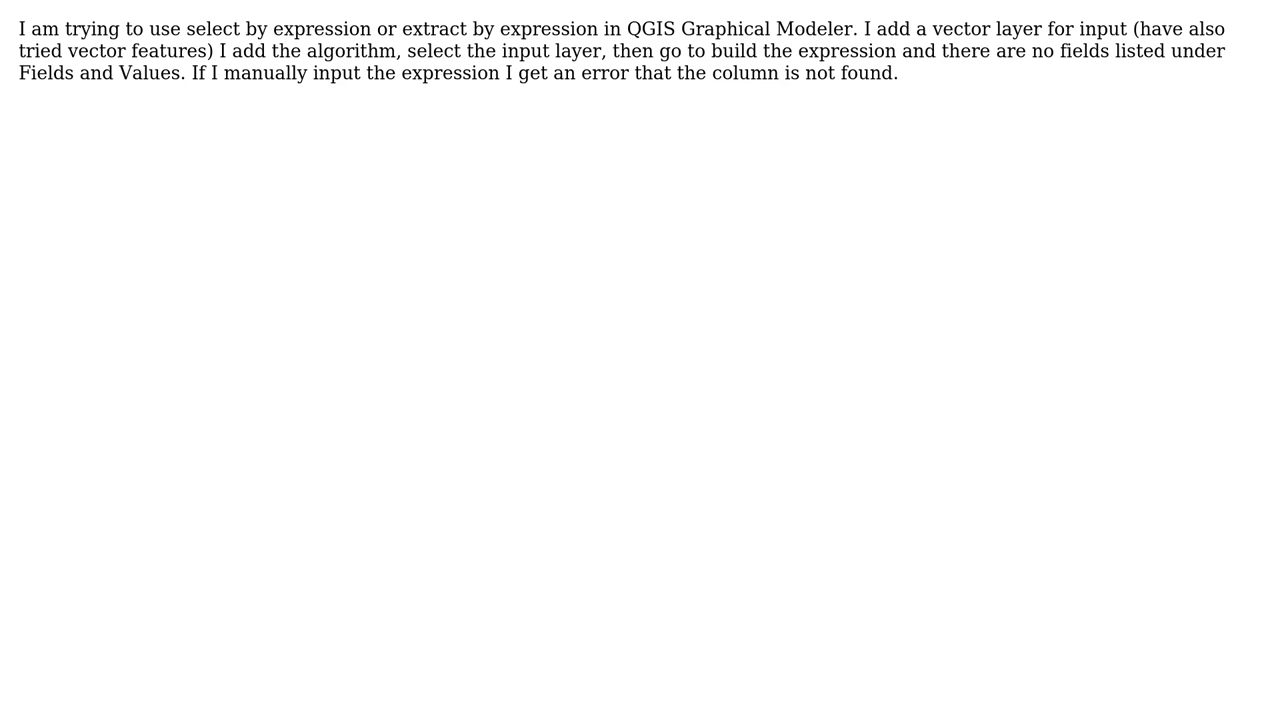 I am trying to use select by expression or extract by expression in QGIS Graphical Modeler. I add a vector layer for input (have also
tried vector features) I add the algorithm, select the input layer, then go to build the expression and there are no fields listed under
Fields and Values. If I manually input the expression I get an error that the column is not found.